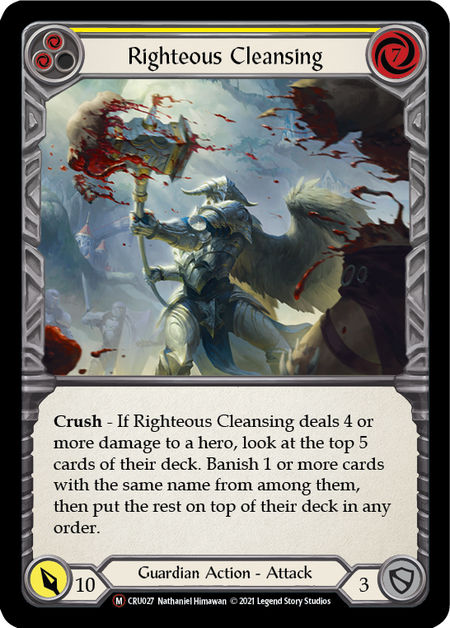 Righteous Cleansing
7
Crush - If Righteous Cleansing deals 4 or
more damage to a hero, look at the top 5
cards of their deck. Banish 1 or more cards
with the same name from among them,
then put the rest on top of their deck in any
order.
10
Guardian Action - Attack
3
M CRU027 Nathaniel Himawan © 2021 Legend Story Studios